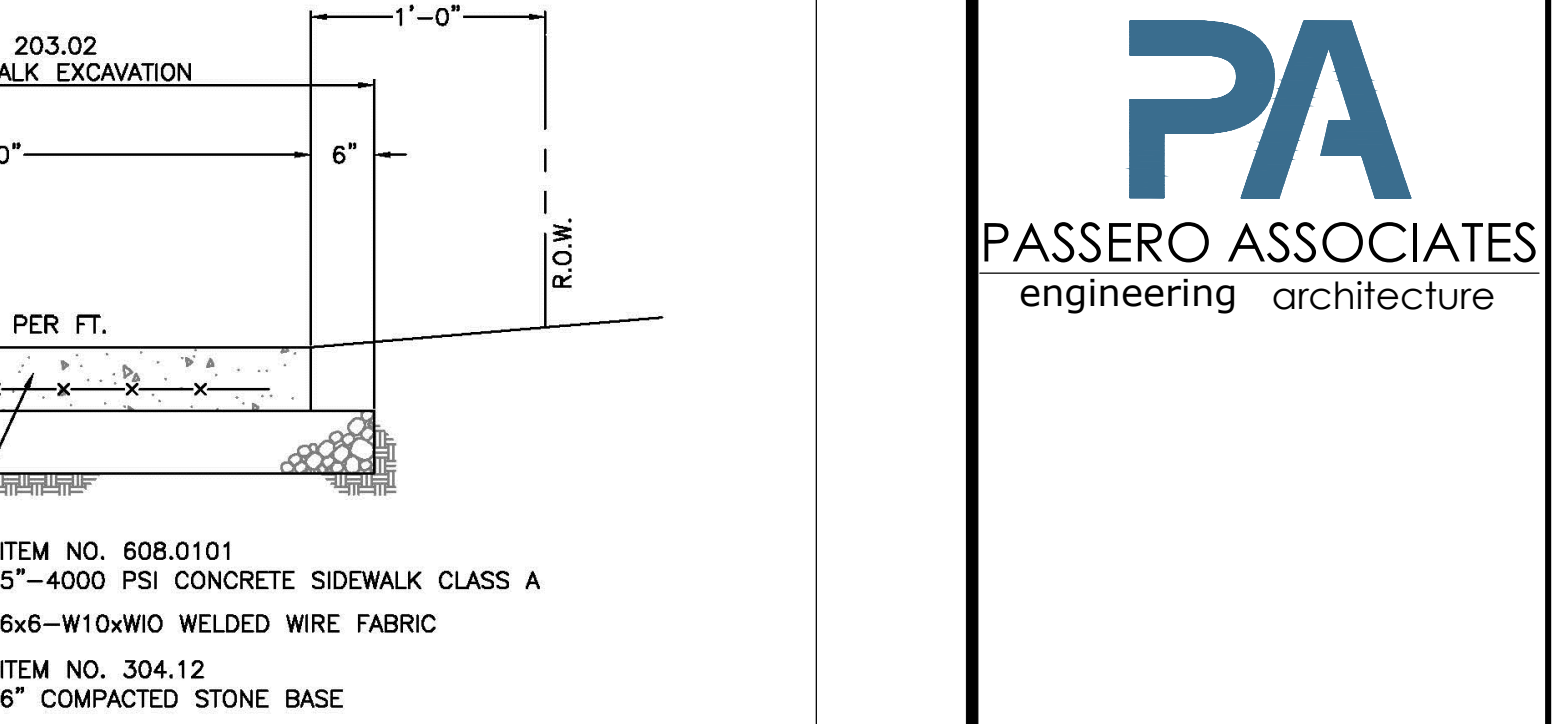 1'-0"
203.02
ALK EXCAVATION
0"
6"
R.O.W.
PER FT.
ITEM NO. 608.0101
5"-4000 PSI CONCRETE SIDEWALK CLASS A
6x6-W10xWIO WELDED WIRE FABRIC
ITEM NO. 304.12
6" COMPACTED STONE BASE
PA
PASSERO ASSOCIATES
engineering architecture